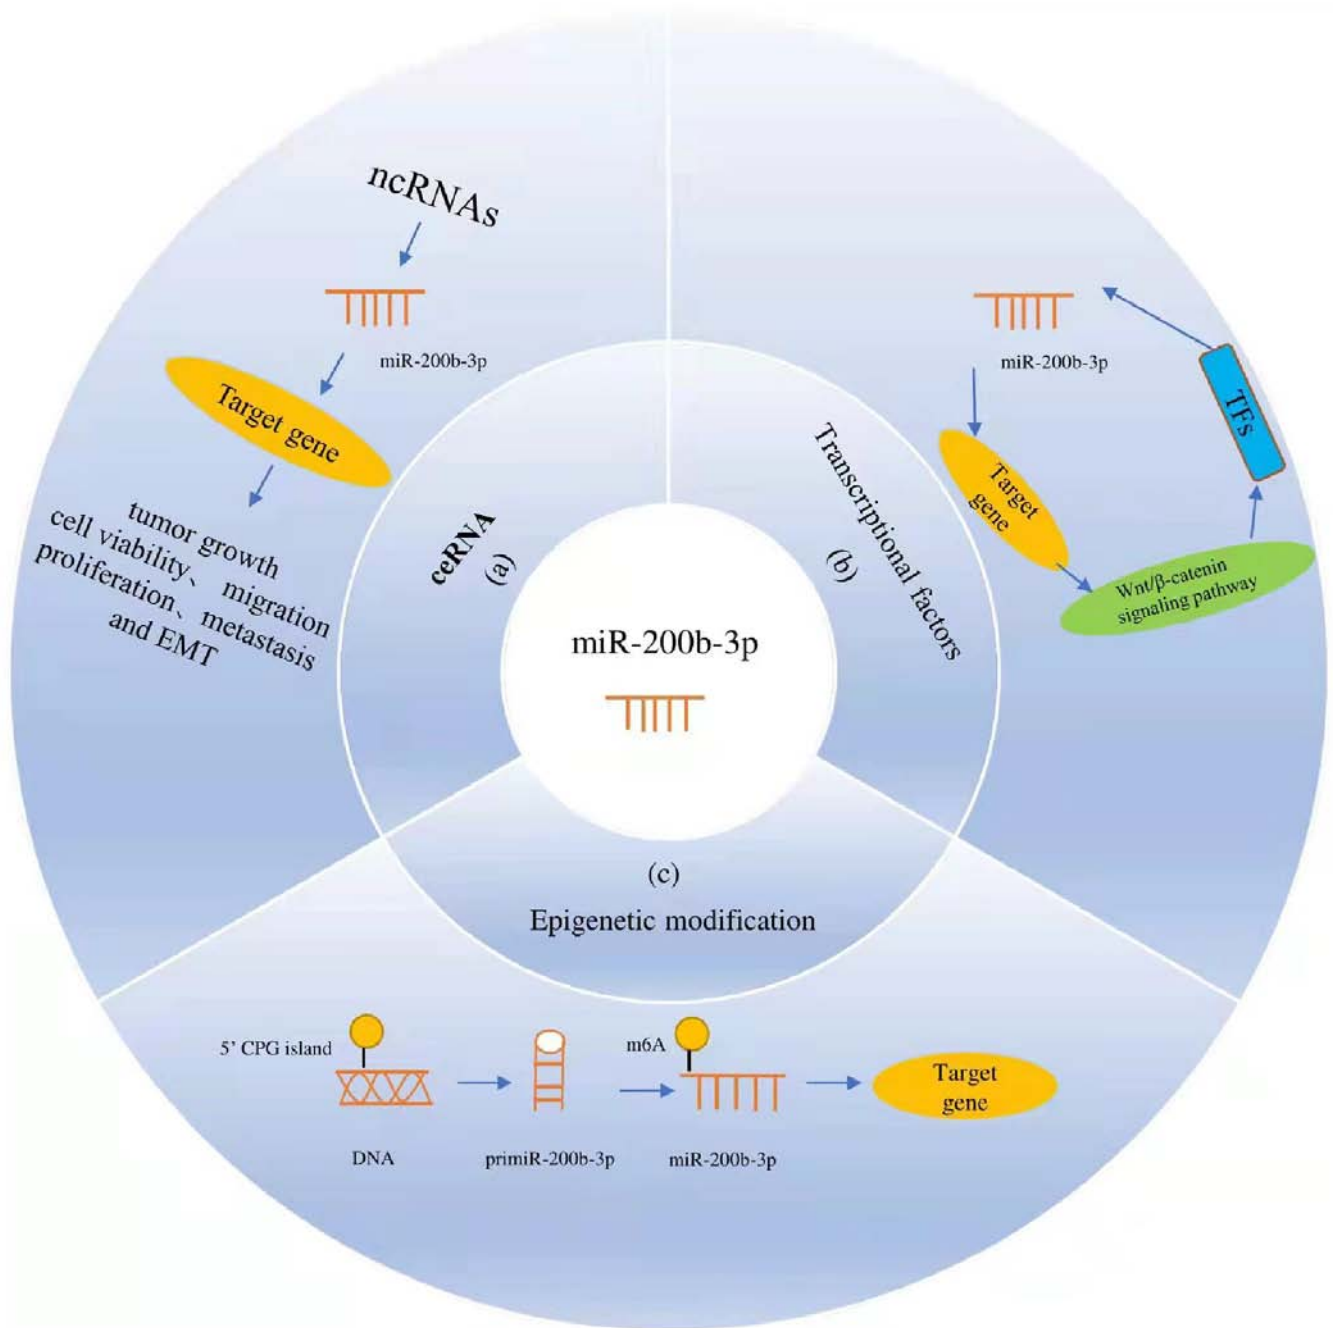 ncRNAs
miR-200b-3p
Target gene
tumor growth
cell viability、migration
proliferation、metastasis
and EMT
ceRNA
(a)
miR-200b-3p
TFs
Target
gene
Wnt/β-catenin
signaling pathway
Transcriptional factors
(b)
miR-200b-3p
(c)
Epigenetic modification
5' CPG island
DNA
primiR-200b-3p
m6A
miR-200b-3p
Target
gene